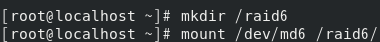 [root@localhost ~]# mkdir /raid6
[root@localhost ~]# mount /dev/md6 /raid6/